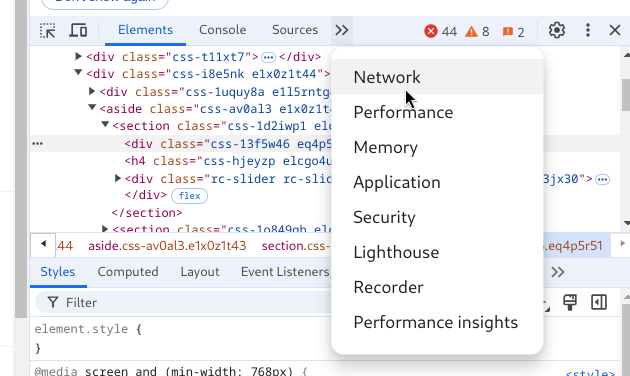 Elements Console Sources 44 8 2
Network
Performance
Memory
Application
Security
Lighthouse
Recorder
Performance insights
<div class="css-t11xt7"> </div>
<div class="css-i8e5nk e1x0z1t44">
<div class="css-1uquy8a e1l5rntg
<aside class="css-av0al3 e1x0z1t4
<section class="css-1d2iwp1 elc
<div class="css-13f5w46 eq4p5
<h4 class="css-hjeyzp elcgo4u
<div class="rc-slider rc-slid 3jx30">
</div> flex
</section>
<section class="css-1o849gb elc
:44 aside.css-av0al3.e1x0z1t43 section.css- .eq4p5r51
Styles Computed Layout Event Listeners
Filter
element.style {
}
@media screen and (min-width: 768px) { <style>